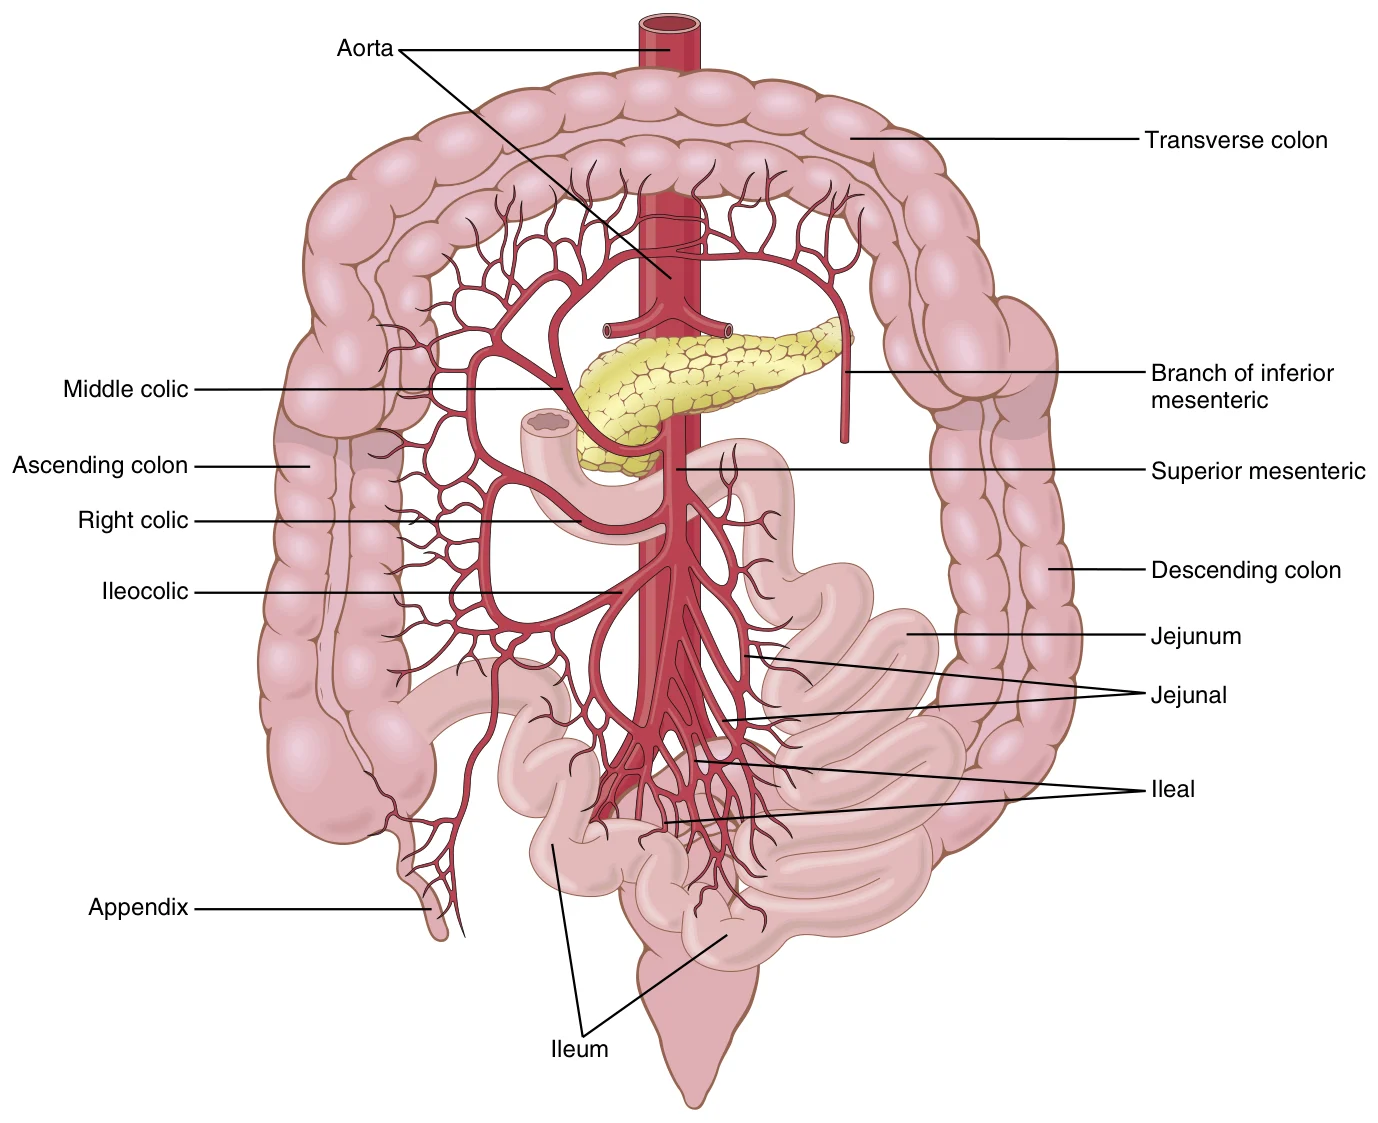 Aorta
Transverse colon
Middle colic
Branch of inferior
mesenteric
Ascending colon
Superior mesenteric
Right colic
Descending colon
Ileocolic
Jejunum
Jejunal
Ileal
Appendix
Ileum